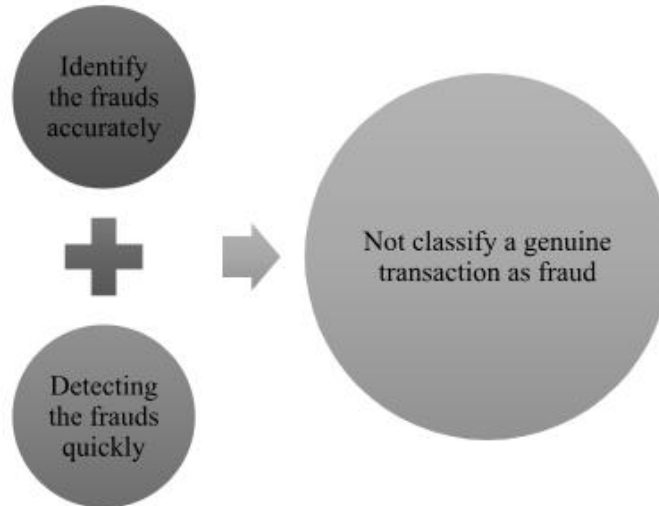 Identify
the frauds
accurately
Detecting
the frauds
quickly
Not classify a genuine
transaction as fraud